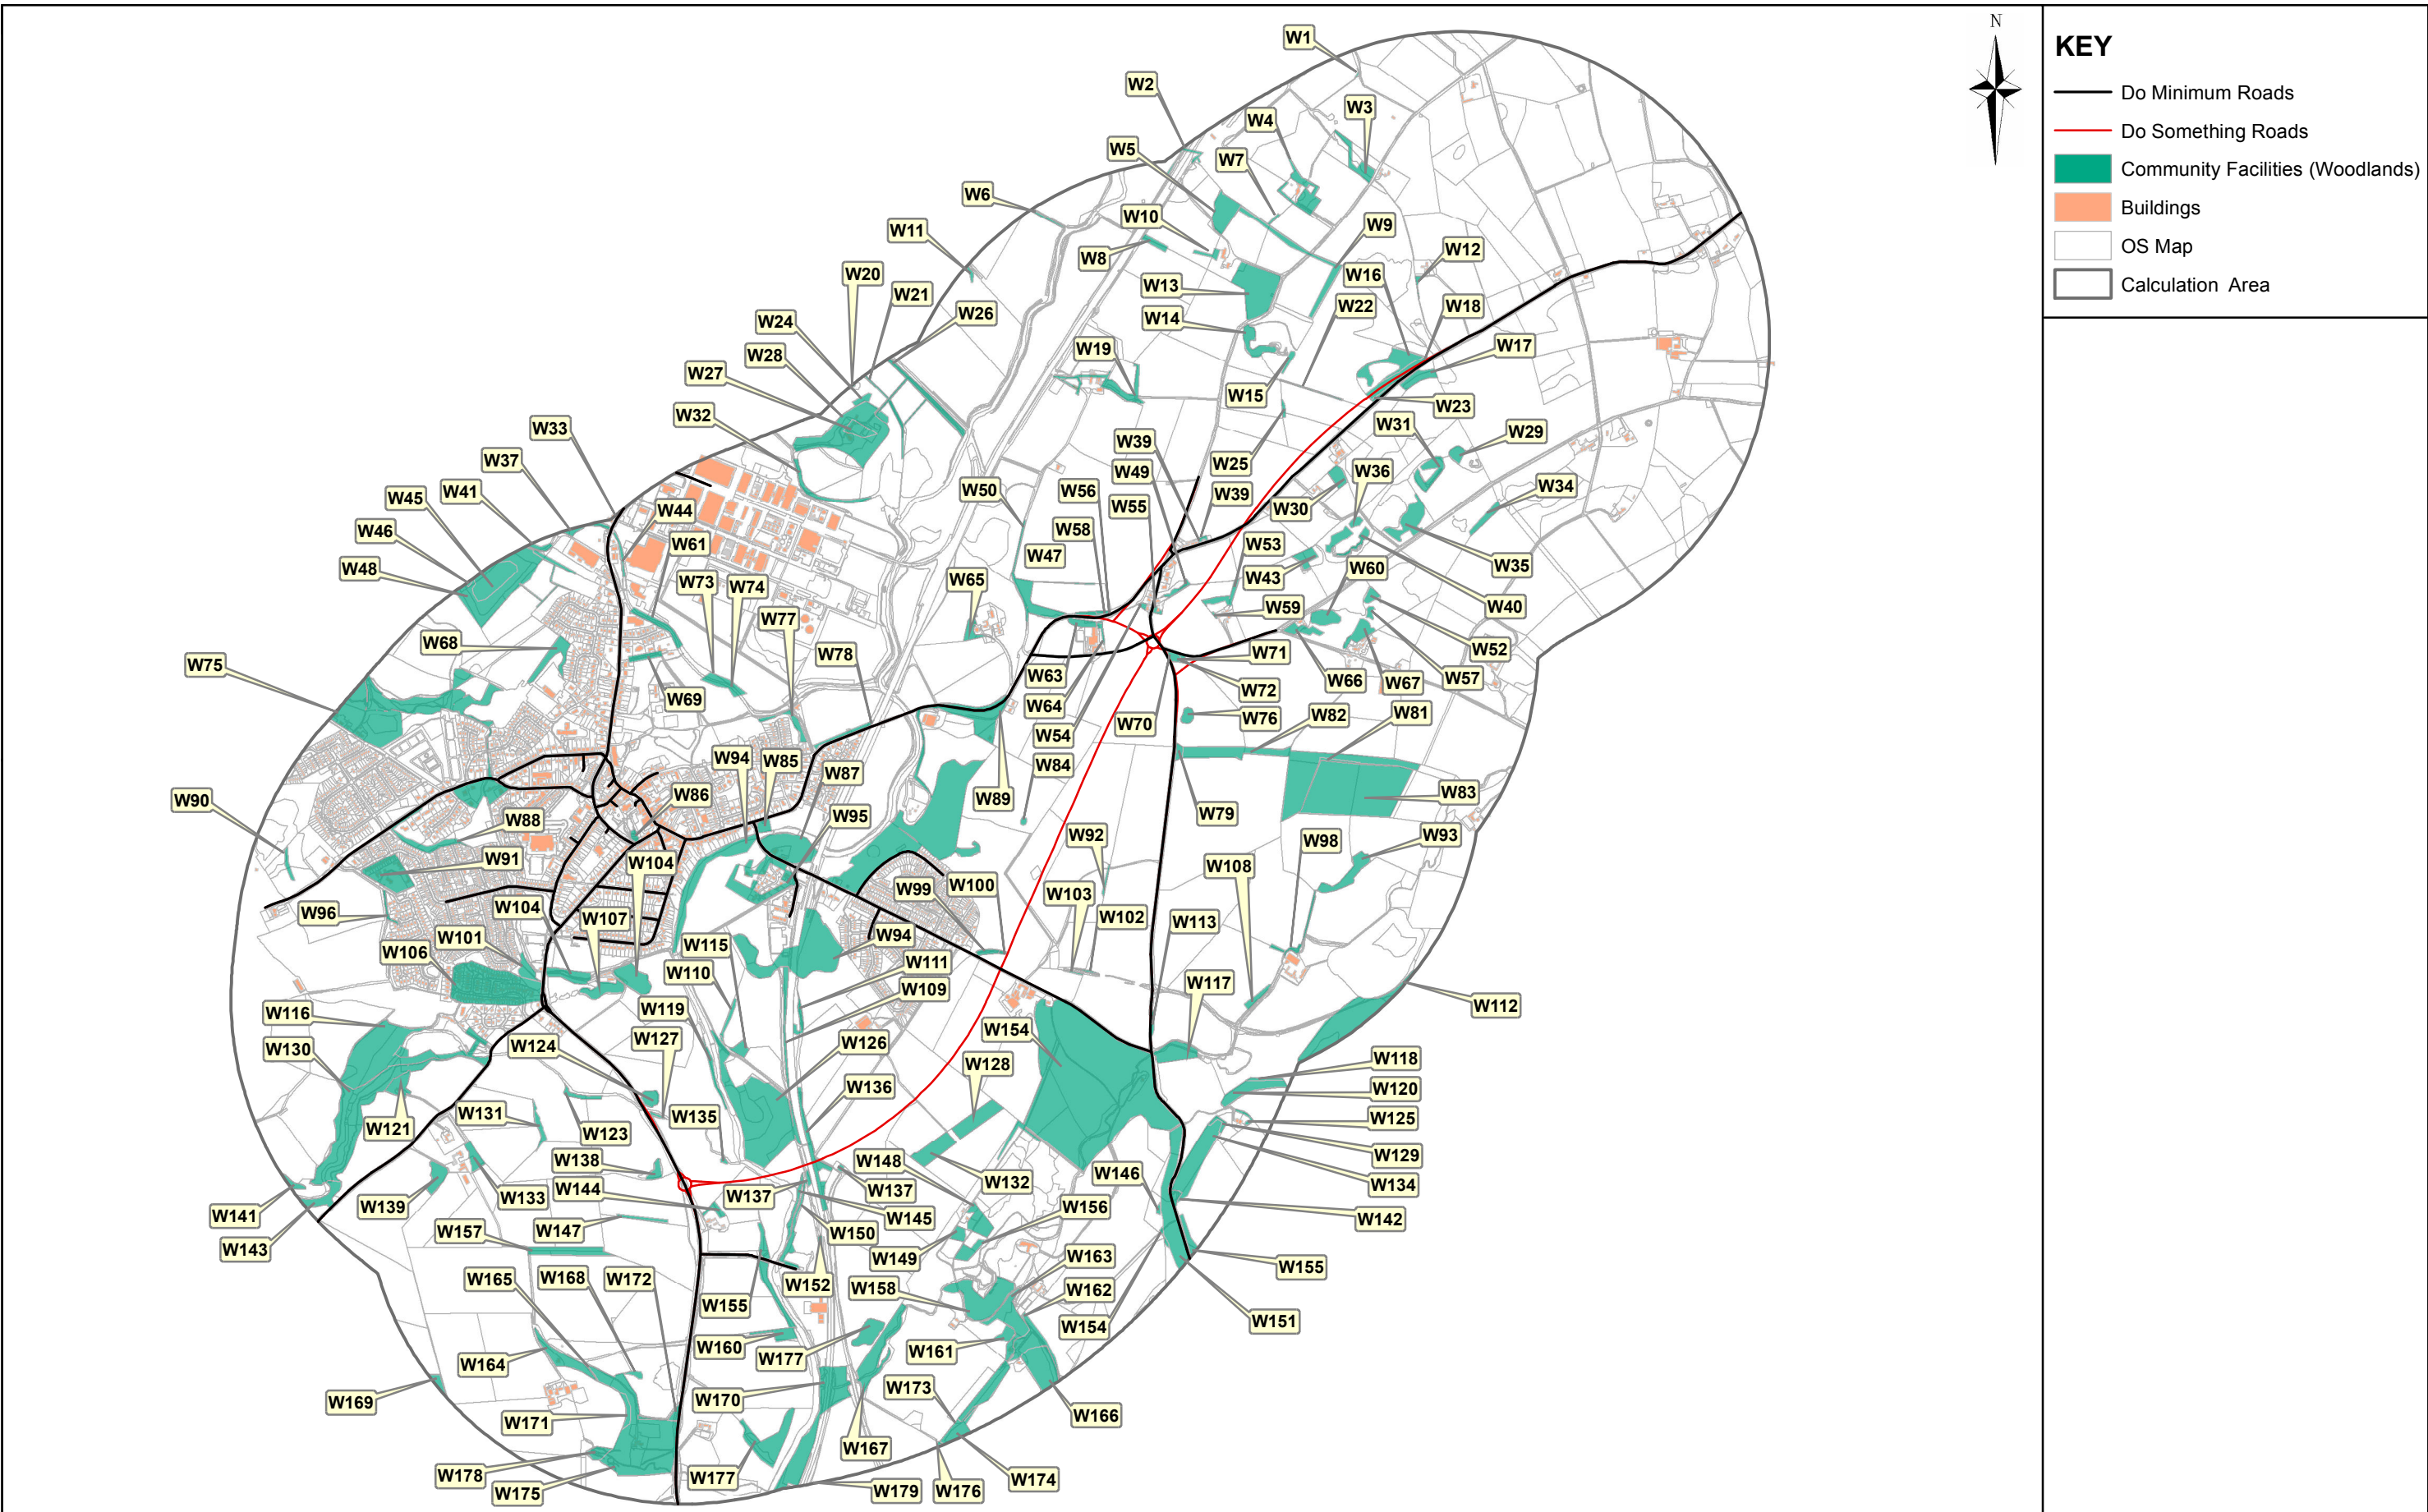 N
KEY
Do Minimum Roads
Do Something Roads
Community Facilities (Woodlands)
Buildings
OS Map
Calculation Area
W1
W2
W3
W4
W5
W7
W6
W10
W9
W11
W8
W12
W20
W16
W13
W21
W22
W18
W26
W14
W24
W17
W19
W28
W27
W15
W23
W32
W31
W33
W29
W39
W37
W25
W36
W49
W34
W41
W50
W56
W39
W45
W55
W30
W44
W46
W58
W61
W53
W47
W35
W48
W60
W65
W43
W73
W74
W40
W59
W77
W68
W52
W78
W71
W75
W63
W66
W67
W57
W72
W69
W64
W81
W82
W76
W70
W54
W94
W85
W84
W87
W83
W86
W89
W90
W79
W95
W88
W92
W93
W98
W91
W104
W108
W99
W100
W103
W104
W96
W107
W102
W113
W101
W94
W115
W106
W111
W110
W117
W109
W119
W112
W116
W154
W127
W126
W124
W130
W118
W128
W136
W120
W131
W135
W125
W121
W123
W129
W148
W138
W146
W132
W134
W144
W133
W137
W137
W139
W156
W141
W145
W142
W157
W147
W150
W143
W149
W163
W155
W165
W168
W172
W152
W158
W162
W155
W151
W154
W160
W161
W177
W164
W173
W170
W169
W166
W171
W167
W178
W177
W174
W175
W179
W176